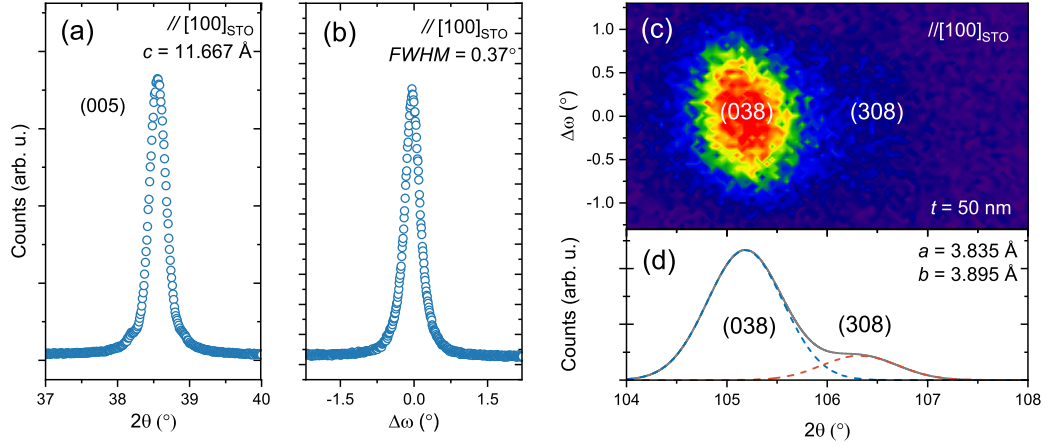 (a)
// [100]STO
c = 11.667 Å
(005)
Counts (arb. u.)
37 38 39 40
2θ (°)
(b)
// [100]STO
FWHM = 0.37°
-1.5 0.0 1.5
Δω (°)
(c)
//[100]STO
1.0
0.5
0.0
-0.5
-1.0
Δω (°)
(038) (308)
t = 50 nm
(d)
a = 3.835 Å
b = 3.895 Å
Counts (arb. u.)
(038) (308)
104 105 106 107 108
2θ (°)